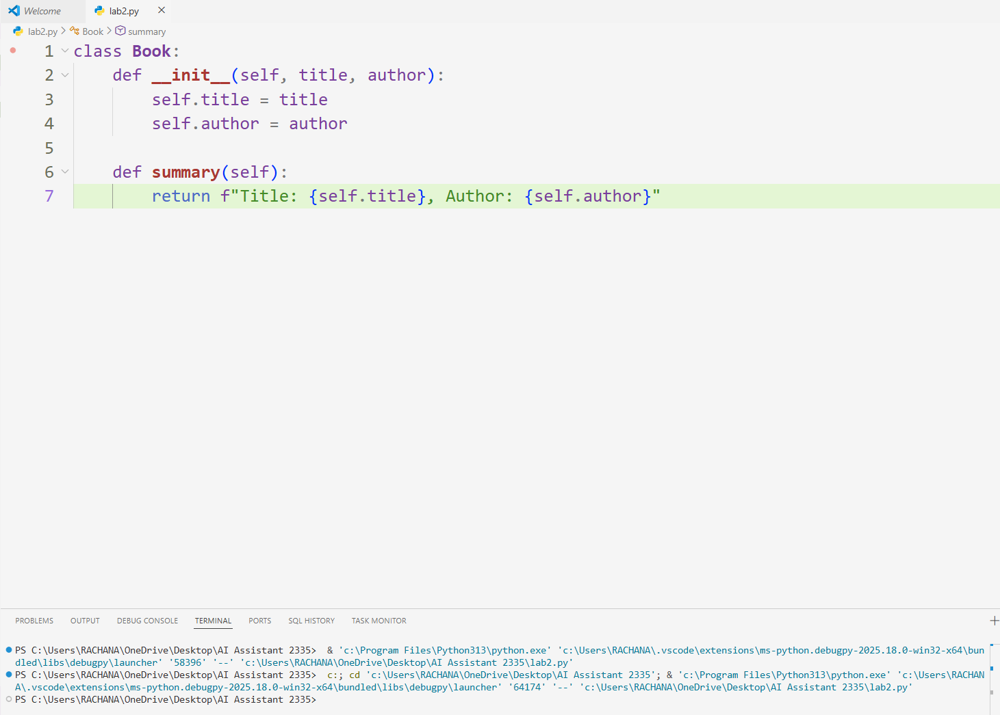 Welcome
lab2.py
lab2.py > Book > summary
1 class Book:
2     def __init__(self, title, author):
3         self.title = title
4         self.author = author
5
6     def summary(self):
7         return f"Title: {self.title}, Author: {self.author}"
PROBLEMS OUTPUT DEBUG CONSOLE TERMINAL PORTS SQL HISTORY TASK MONITOR
PS C:\Users\RACHANA\OneDrive\Desktop\AI Assistant 2335>  & 'c:\Program Files\Python313\python.exe' 'c:\Users\RACHANA\.vscode\extensions\ms-python.debugpy-2025.18.0-win32-x64\bun
dled\libs\debugpy\launcher' '58396' '--' 'c:\Users\RACHANA\OneDrive\Desktop\AI Assistant 2335\lab2.py'
PS C:\Users\RACHANA\OneDrive\Desktop\AI Assistant 2335>  c:; cd 'c:\Users\RACHANA\OneDrive\Desktop\AI Assistant 2335'; & 'c:\Program Files\Python313\python.exe' 'c:\Users\RACHAN
A\.vscode\extensions\ms-python.debugpy-2025.18.0-win32-x64\bundled\libs\debugpy\launcher' '64174' '--' 'c:\Users\RACHANA\OneDrive\Desktop\AI Assistant 2335\lab2.py'
PS C:\Users\RACHANA\OneDrive\Desktop\AI Assistant 2335>